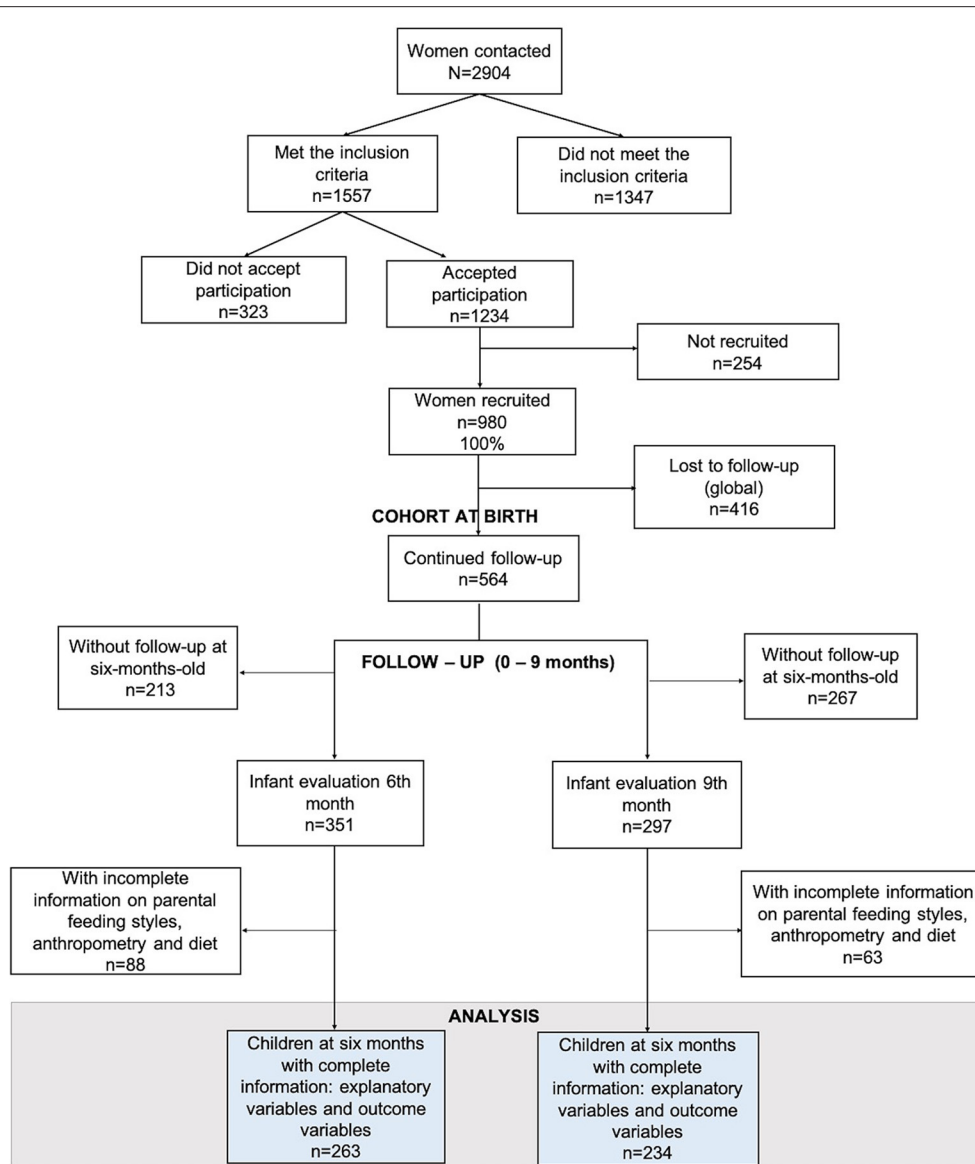 Women contacted
N=2904
Met the inclusion
criteria
n=1557
Did not meet the
inclusion criteria
n=1347
Did not accept
participation
n=323
Accepted
participation
n=1234
Not recruited
n=254
Women recruited
n=980
100%
Lost to follow-up
(global)
n=416
COHORT AT BIRTH
Continued follow-up
n=564
FOLLOW – UP (0 – 9 months)
Without follow-up at
six-months-old
n=213
Without follow-up
at six-months-old
n=267
Infant evaluation 6th
month
n=351
Infant evaluation 9th
month
n=297
With incomplete
information on parental
feeding styles,
anthropometry and diet
n=88
With incomplete information
on parental feeding styles,
anthropometry and diet
n=63
ANALYSIS
Children at six months
with complete
information: explanatory
variables and outcome
variables
n=263
Children at six months
with complete
information: explanatory
variables and outcome
variables
n=234